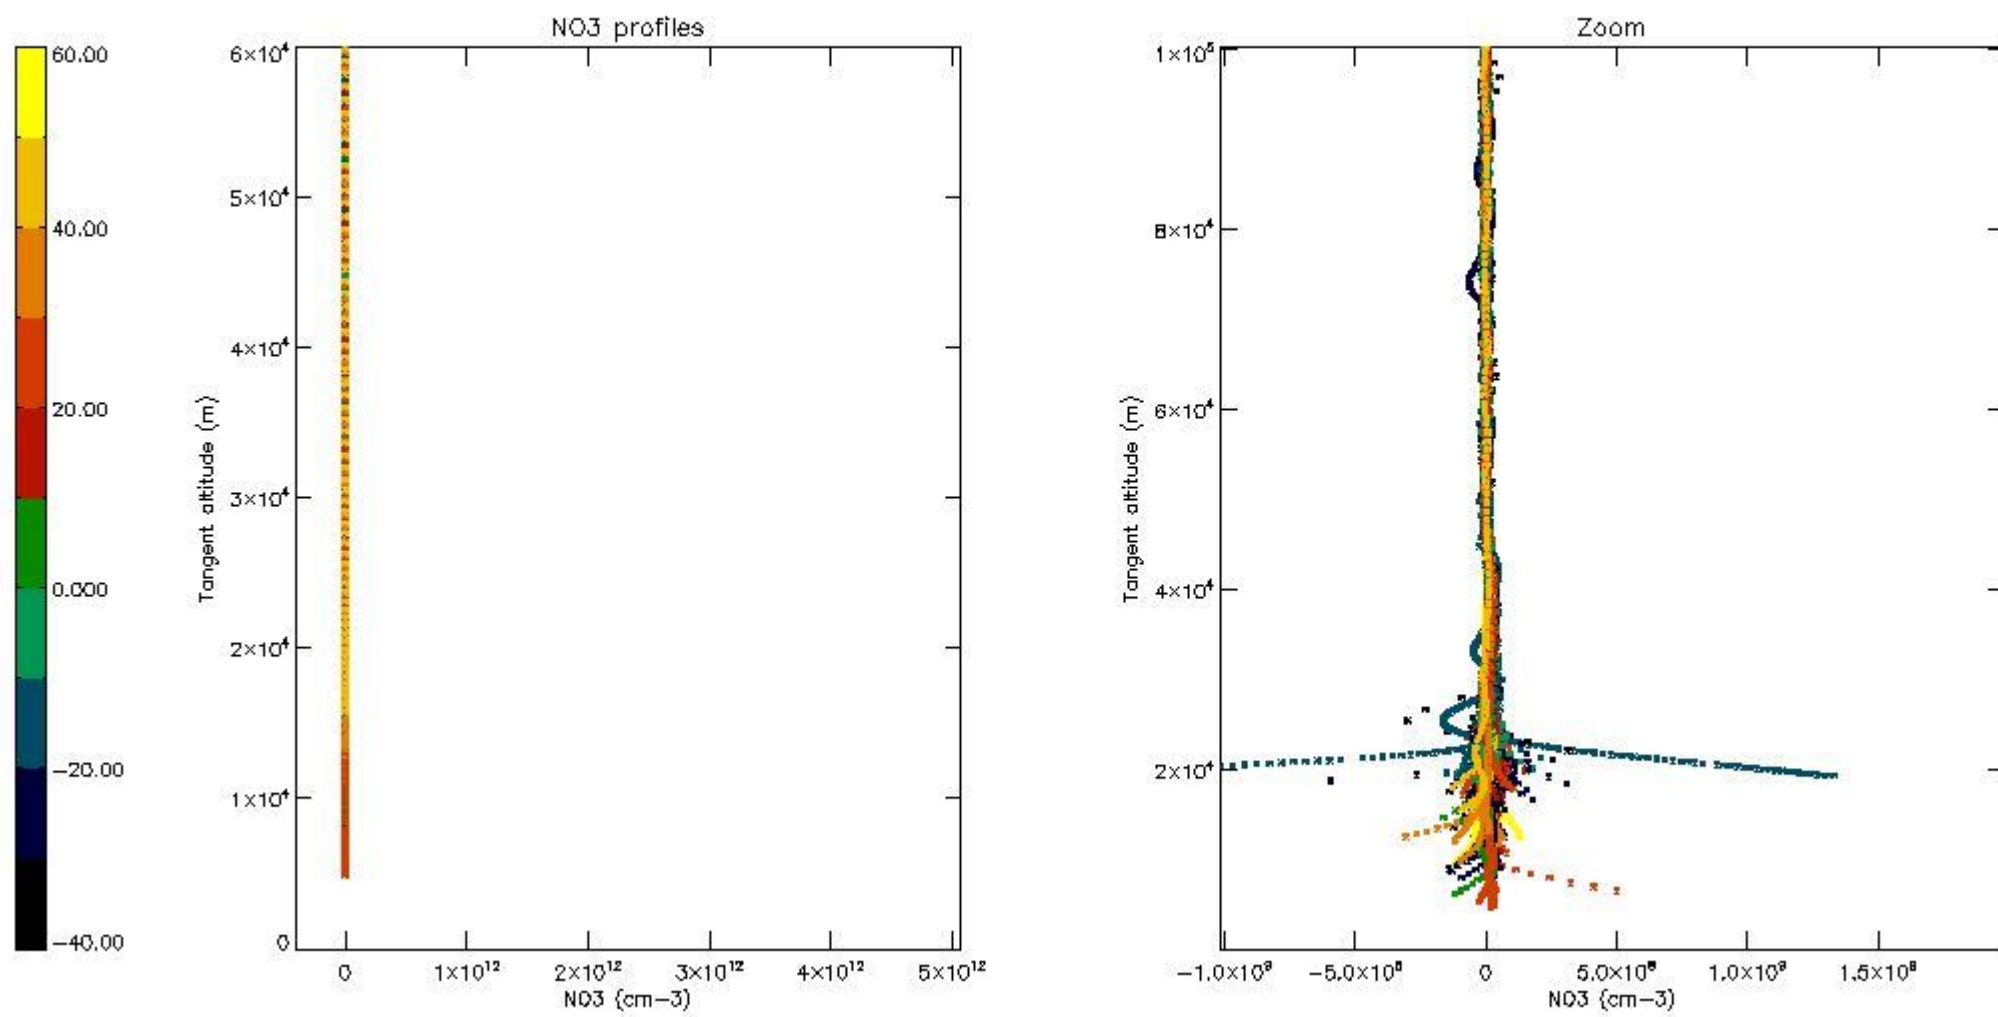 NO3 profiles
Zoom
60.00
40.00
20.00
0.000
−20.00
−40.00
Tangent altitude (m)
6×10⁴
5×10⁴
4×10⁴
3×10⁴
2×10⁴
1×10⁴
0
0 1×10¹² 2×10¹² 3×10¹² 4×10¹² 5×10¹²
NO3 (cm−3)
Tangent altitude (m)
1×10⁵
8×10⁴
6×10⁴
4×10⁴
2×10⁴
−1.0×10⁹ −5.0×10⁸ 0 5.0×10⁸ 1.0×10⁹ 1.5×10⁹
NO3 (cm−3)